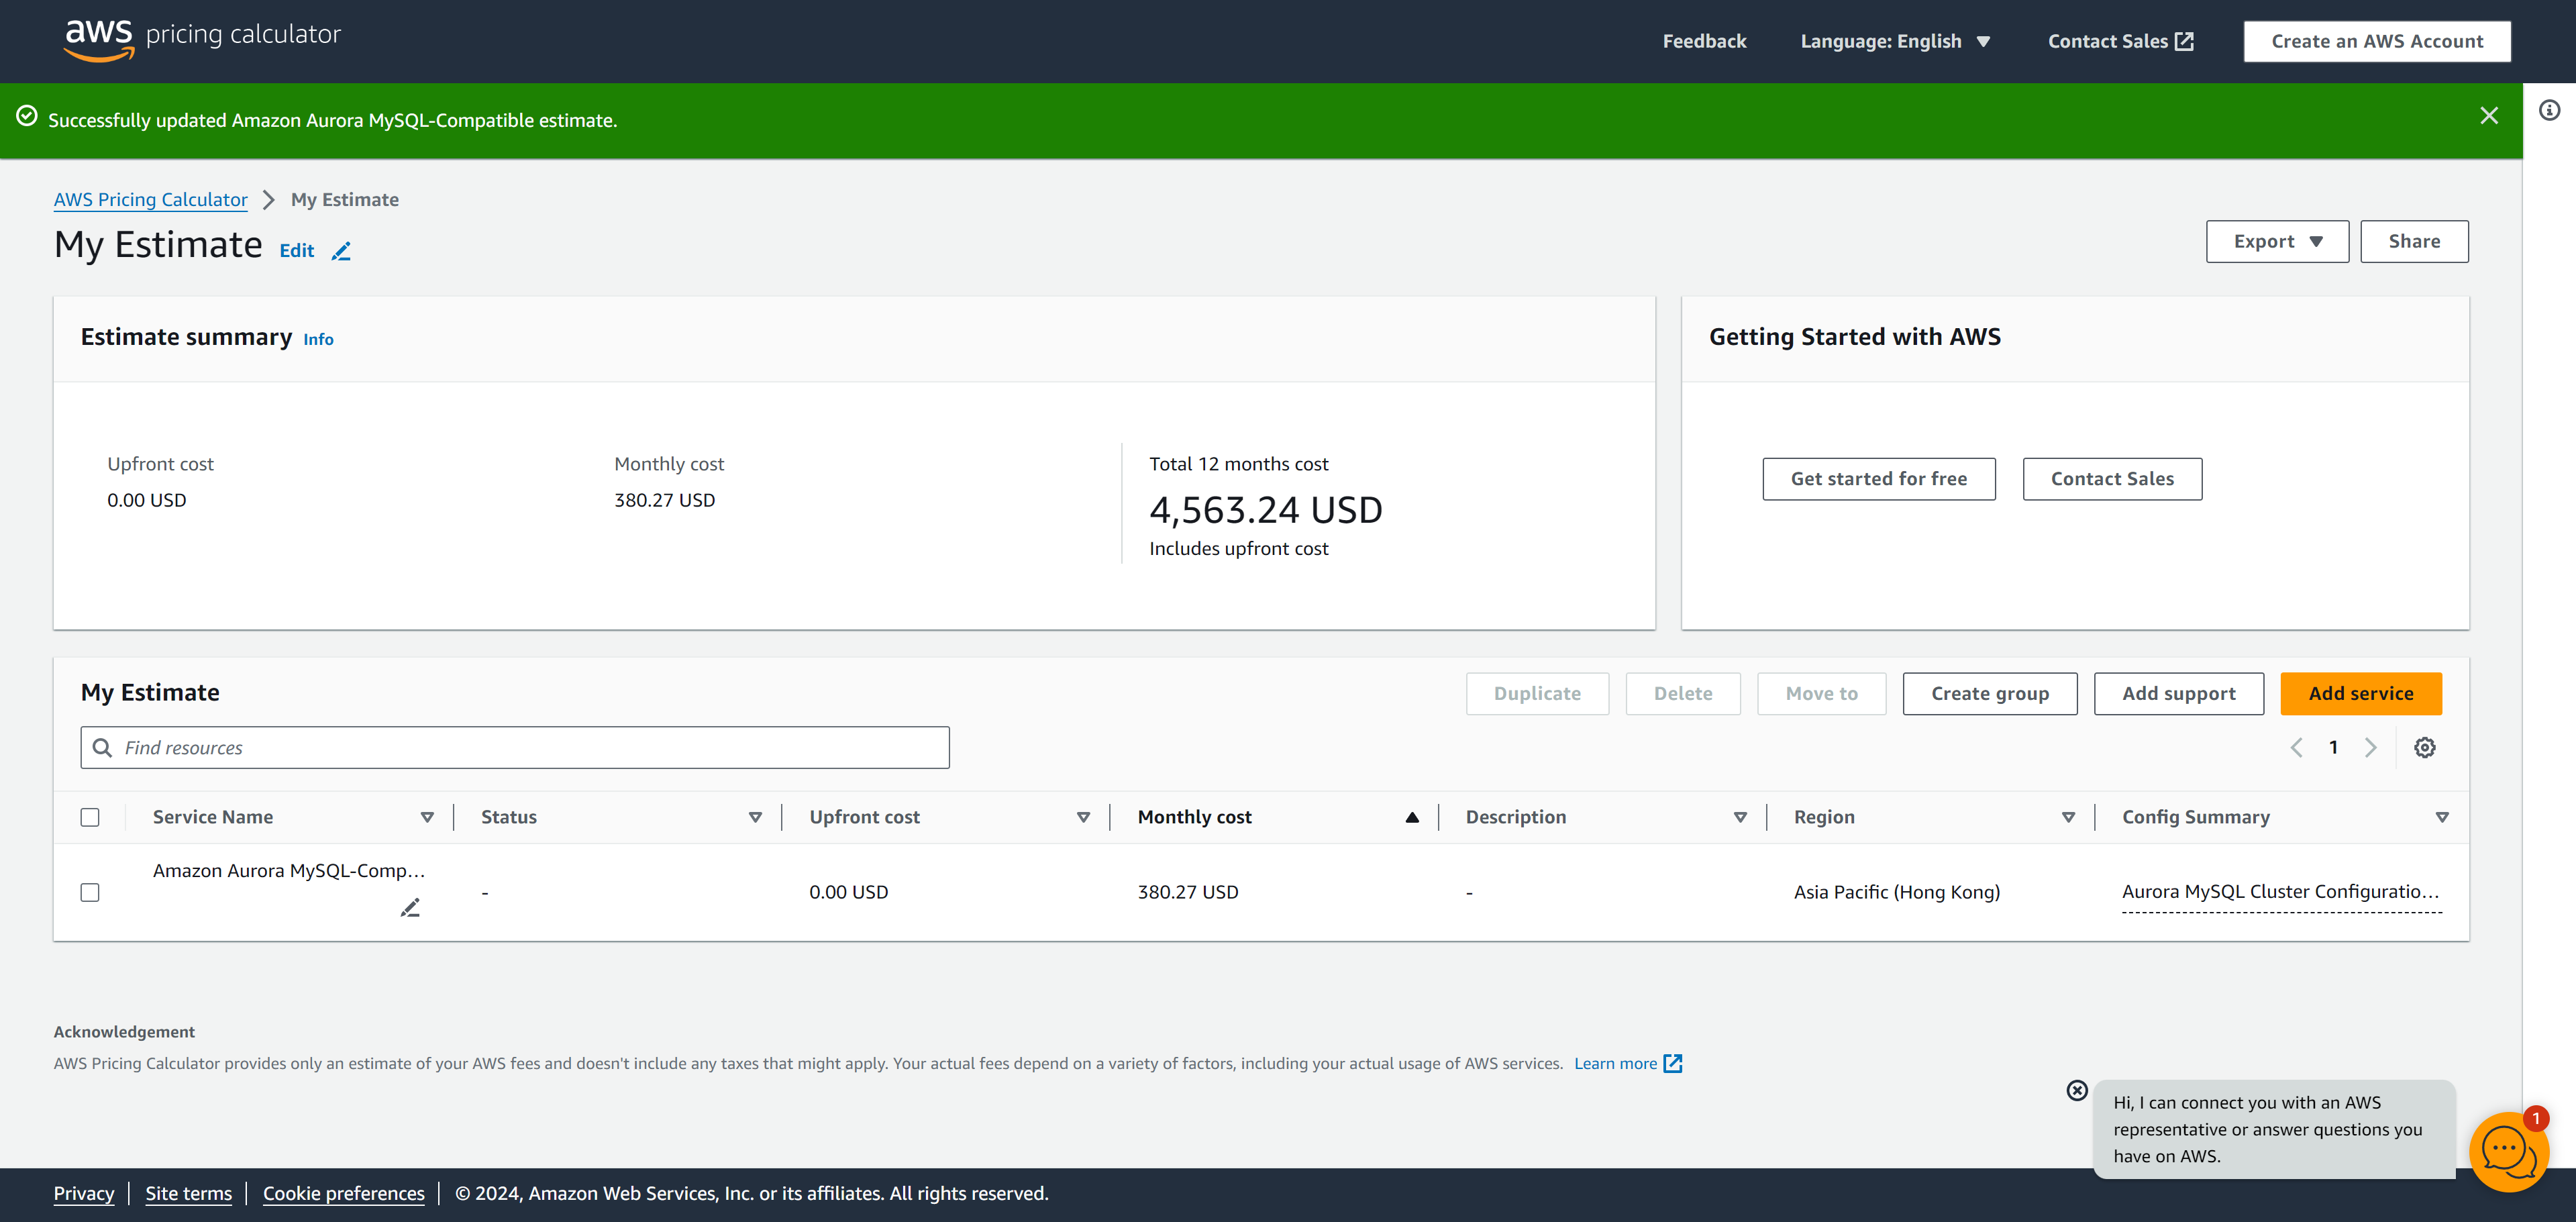 aws pricing calculator
Feedback
Language: English
Contact Sales
Create an AWS Account
Successfully updated Amazon Aurora MySQL-Compatible estimate.
AWS Pricing Calculator
My Estimate
My Estimate
Edit
Export
Share
Estimate summary Info
Upfront cost
0.00 USD
Monthly cost
380.27 USD
Total 12 months cost
4,563.24 USD
Includes upfront cost
Getting Started with AWS
Get started for free
Contact Sales
My Estimate
Duplicate
Delete
Move to
Create group
Add support
Add service
Find resources
1
Service Name
Status
Upfront cost
Monthly cost
Description
Region
Config Summary
Amazon Aurora MySQL-Comp...
-
0.00 USD
380.27 USD
-
Asia Pacific (Hong Kong)
Aurora MySQL Cluster Configuratio...
Acknowledgement
AWS Pricing Calculator provides only an estimate of your AWS fees and doesn't include any taxes that might apply. Your actual fees depend on a variety of factors, including your actual usage of AWS services. Learn more
Hi, I can connect you with an AWS
representative or answer questions you
have on AWS.
1
Privacy
Site terms
Cookie preferences
© 2024, Amazon Web Services, Inc. or its affiliates. All rights reserved.